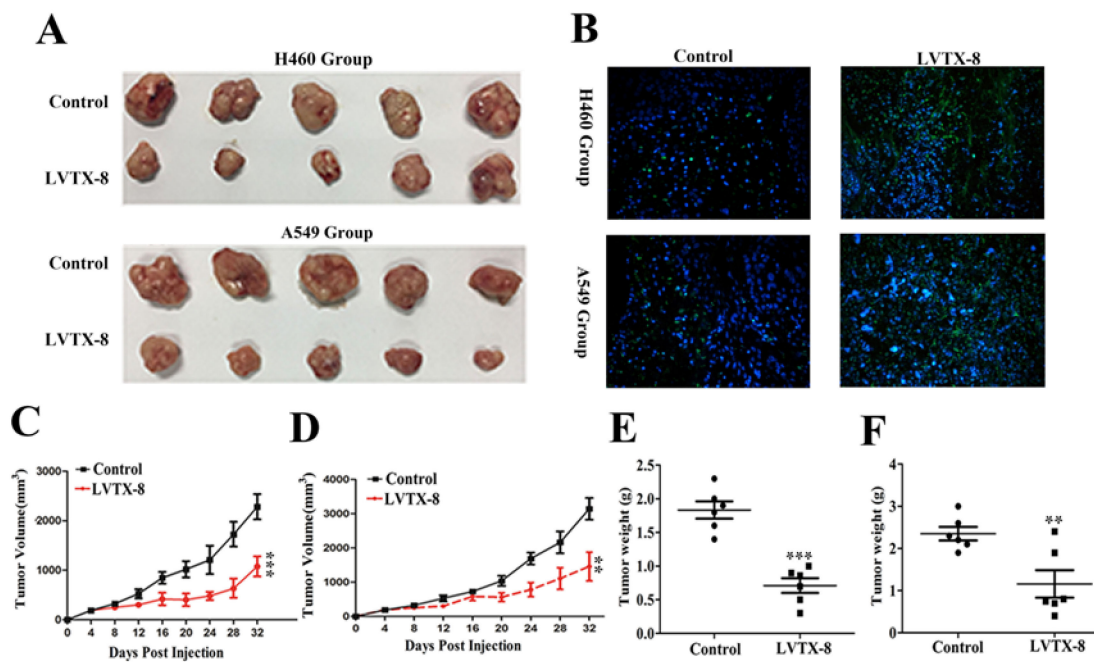 A
H460 Group
Control
LVTX-8
A549 Group
Control
LVTX-8
B
Control
LVTX-8
H460 Group
A549 Group
C
Tumor Volume(mm³)
3000
2000
1000
0
Control
LVTX-8
***
0 4 8 12 16 20 24 28 32
Days Post Injection
D
Tumor Volume(mm³)
4000
3000
2000
1000
0
Control
LVTX-8
**
0 4 8 12 16 20 24 28 32
Days Post Injection
E
Tumor weight (g)
2.5
2.0
1.5
1.0
0.5
0.0
***
Control LVTX-8
F
Tumor weight (g)
4
3
2
1
0
**
Control LVTX-8